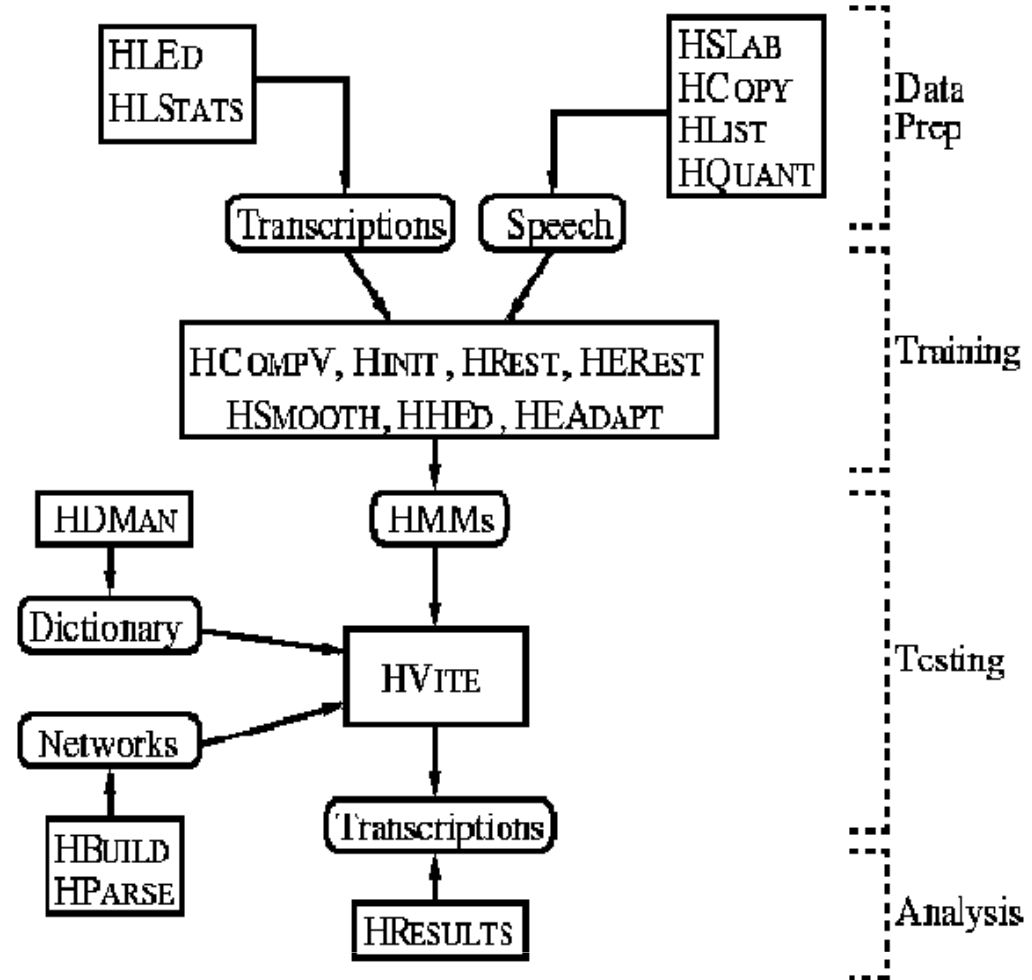 HLED
HLSTATS
HSLAB
HCOPY
HLIST
HQUANT
Data
Prep
Transcriptions
Speech
Training
HCOMPV, HINIT, HREST, HEREST
HSMOOTH, HHED, HEADAPT
HDMAN
HMMs
Dictionary
HVITE
Testing
Networks
Transcriptions
HBUILD
HPARSE
HRESULTS
Analysis